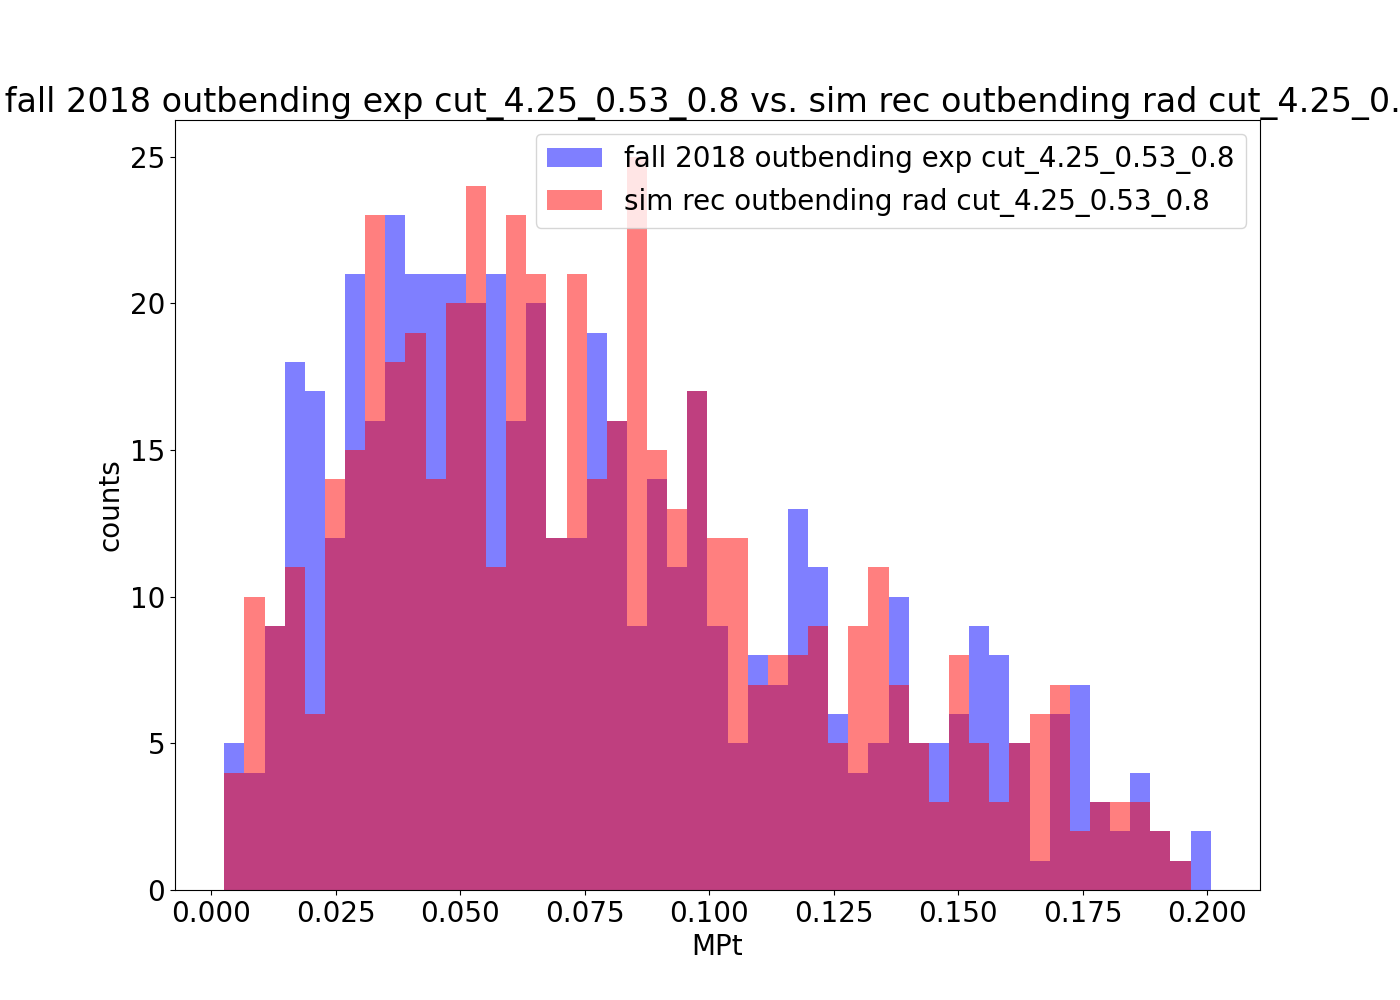 fall 2018 outbending exp cut_4.25_0.53_0.8 vs. sim rec outbending rad cut_4.25_0.
fall 2018 outbending exp cut_4.25_0.53_0.8
sim rec outbending rad cut_4.25_0.53_0.8
counts
25
20
15
10
5
0
0.000 0.025 0.050 0.075 0.100 0.125 0.150 0.175 0.200
MPt